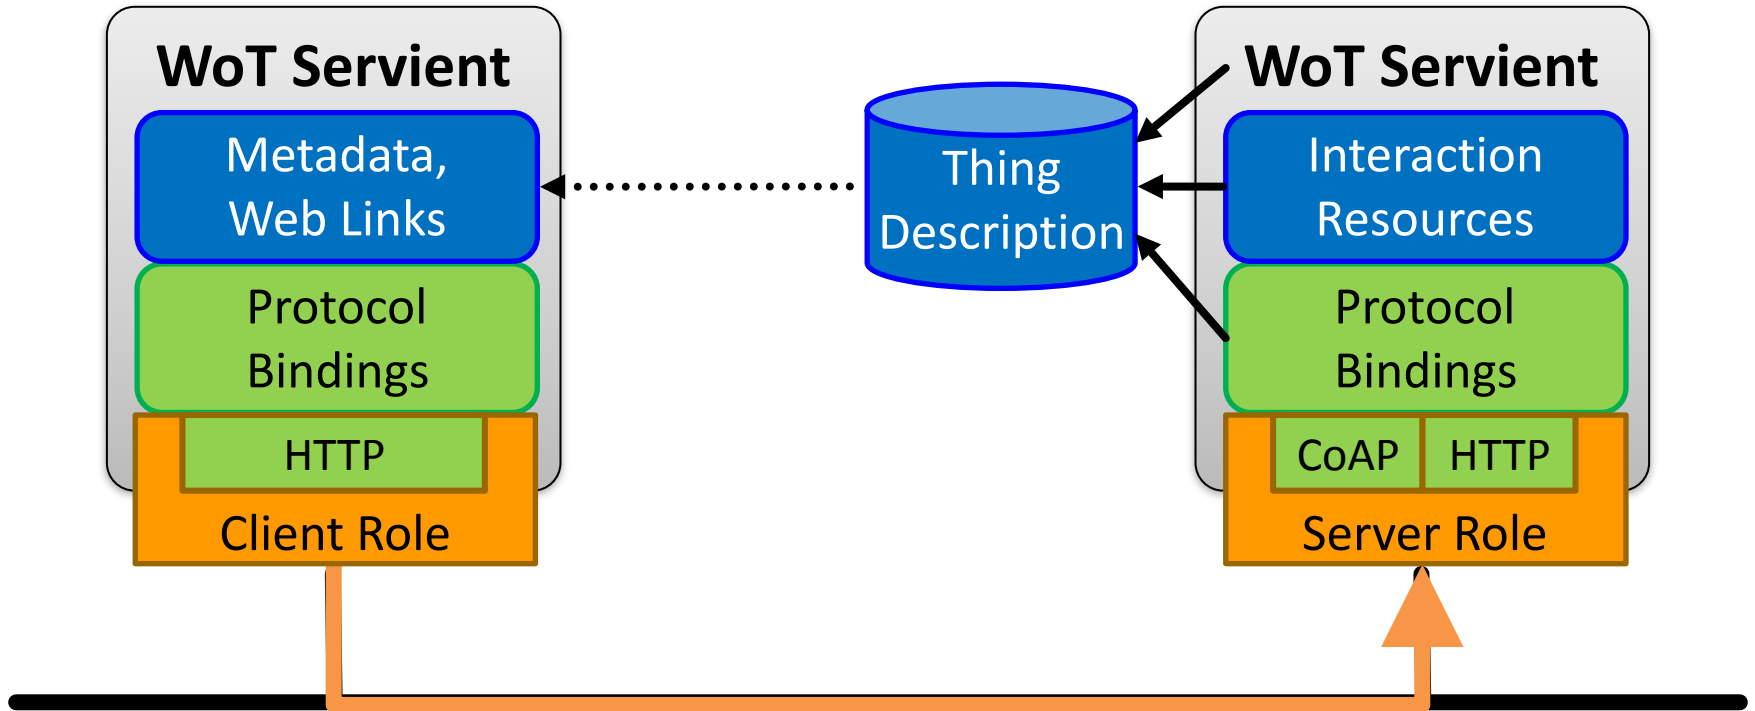 WoT Servient
Metadata,
Web Links
Protocol
Bindings
HTTP
Client Role
Thing
Description
WoT Servient
Interaction
Resources
Protocol
Bindings
CoAP
HTTP
Server Role